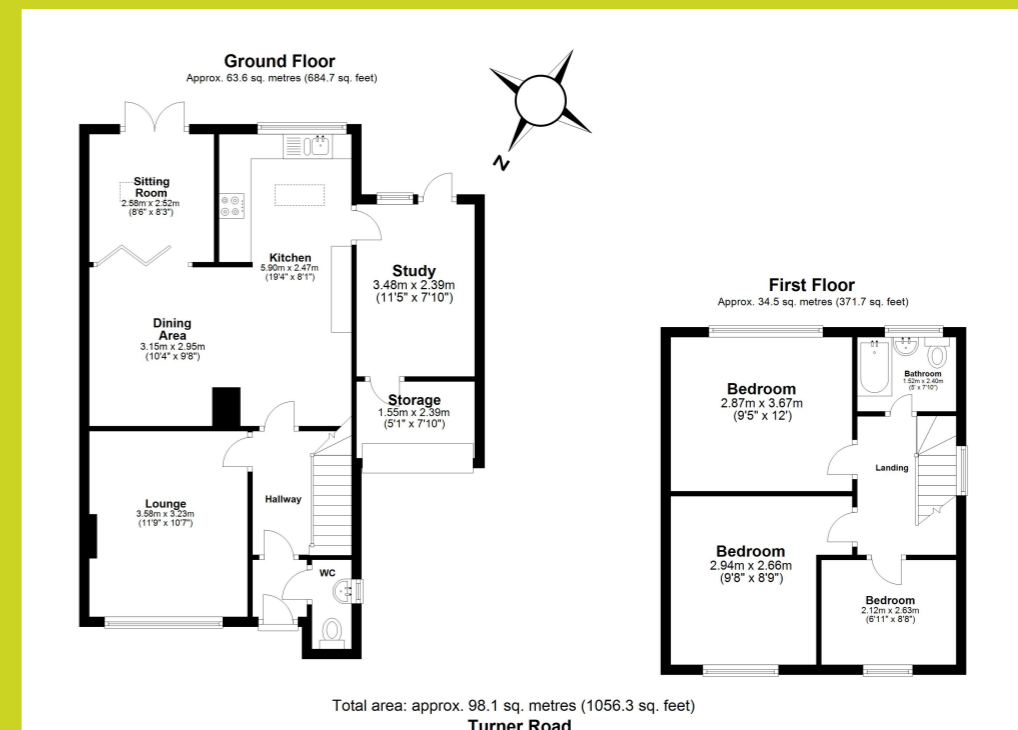 Ground Floor
Approx. 63.6 sq. metres (684.7 sq. feet)
N
Sitting
Room
2.58m x 2.52m
(8'6" x 8'3")
Kitchen
5.90m x 2.47m
(19'4" x 8'1")
Study
3.48m x 2.39m
(11'5" x 7'10")
Dining
Area
3.15m x 2.95m
(10'4" x 9'8")
Storage
1.55m x 2.39m
(5'1" x 7'10")
Lounge
3.58m x 3.23m
(11'9" x 10'7")
Hallway
WC
First Floor
Approx. 34.5 sq. metres (371.7 sq. feet)
Bedroom
2.87m x 3.67m
(9'5" x 12')
Bathroom
1.52m x 2.40m
(5' x 7'10")
Landing
Bedroom
2.94m x 2.66m
(9'8" x 8'9")
Bedroom
2.12m x 2.63m
(6'11" x 8'8")
Total area: approx. 98.1 sq. metres (1056.3 sq. feet)
Turner Road